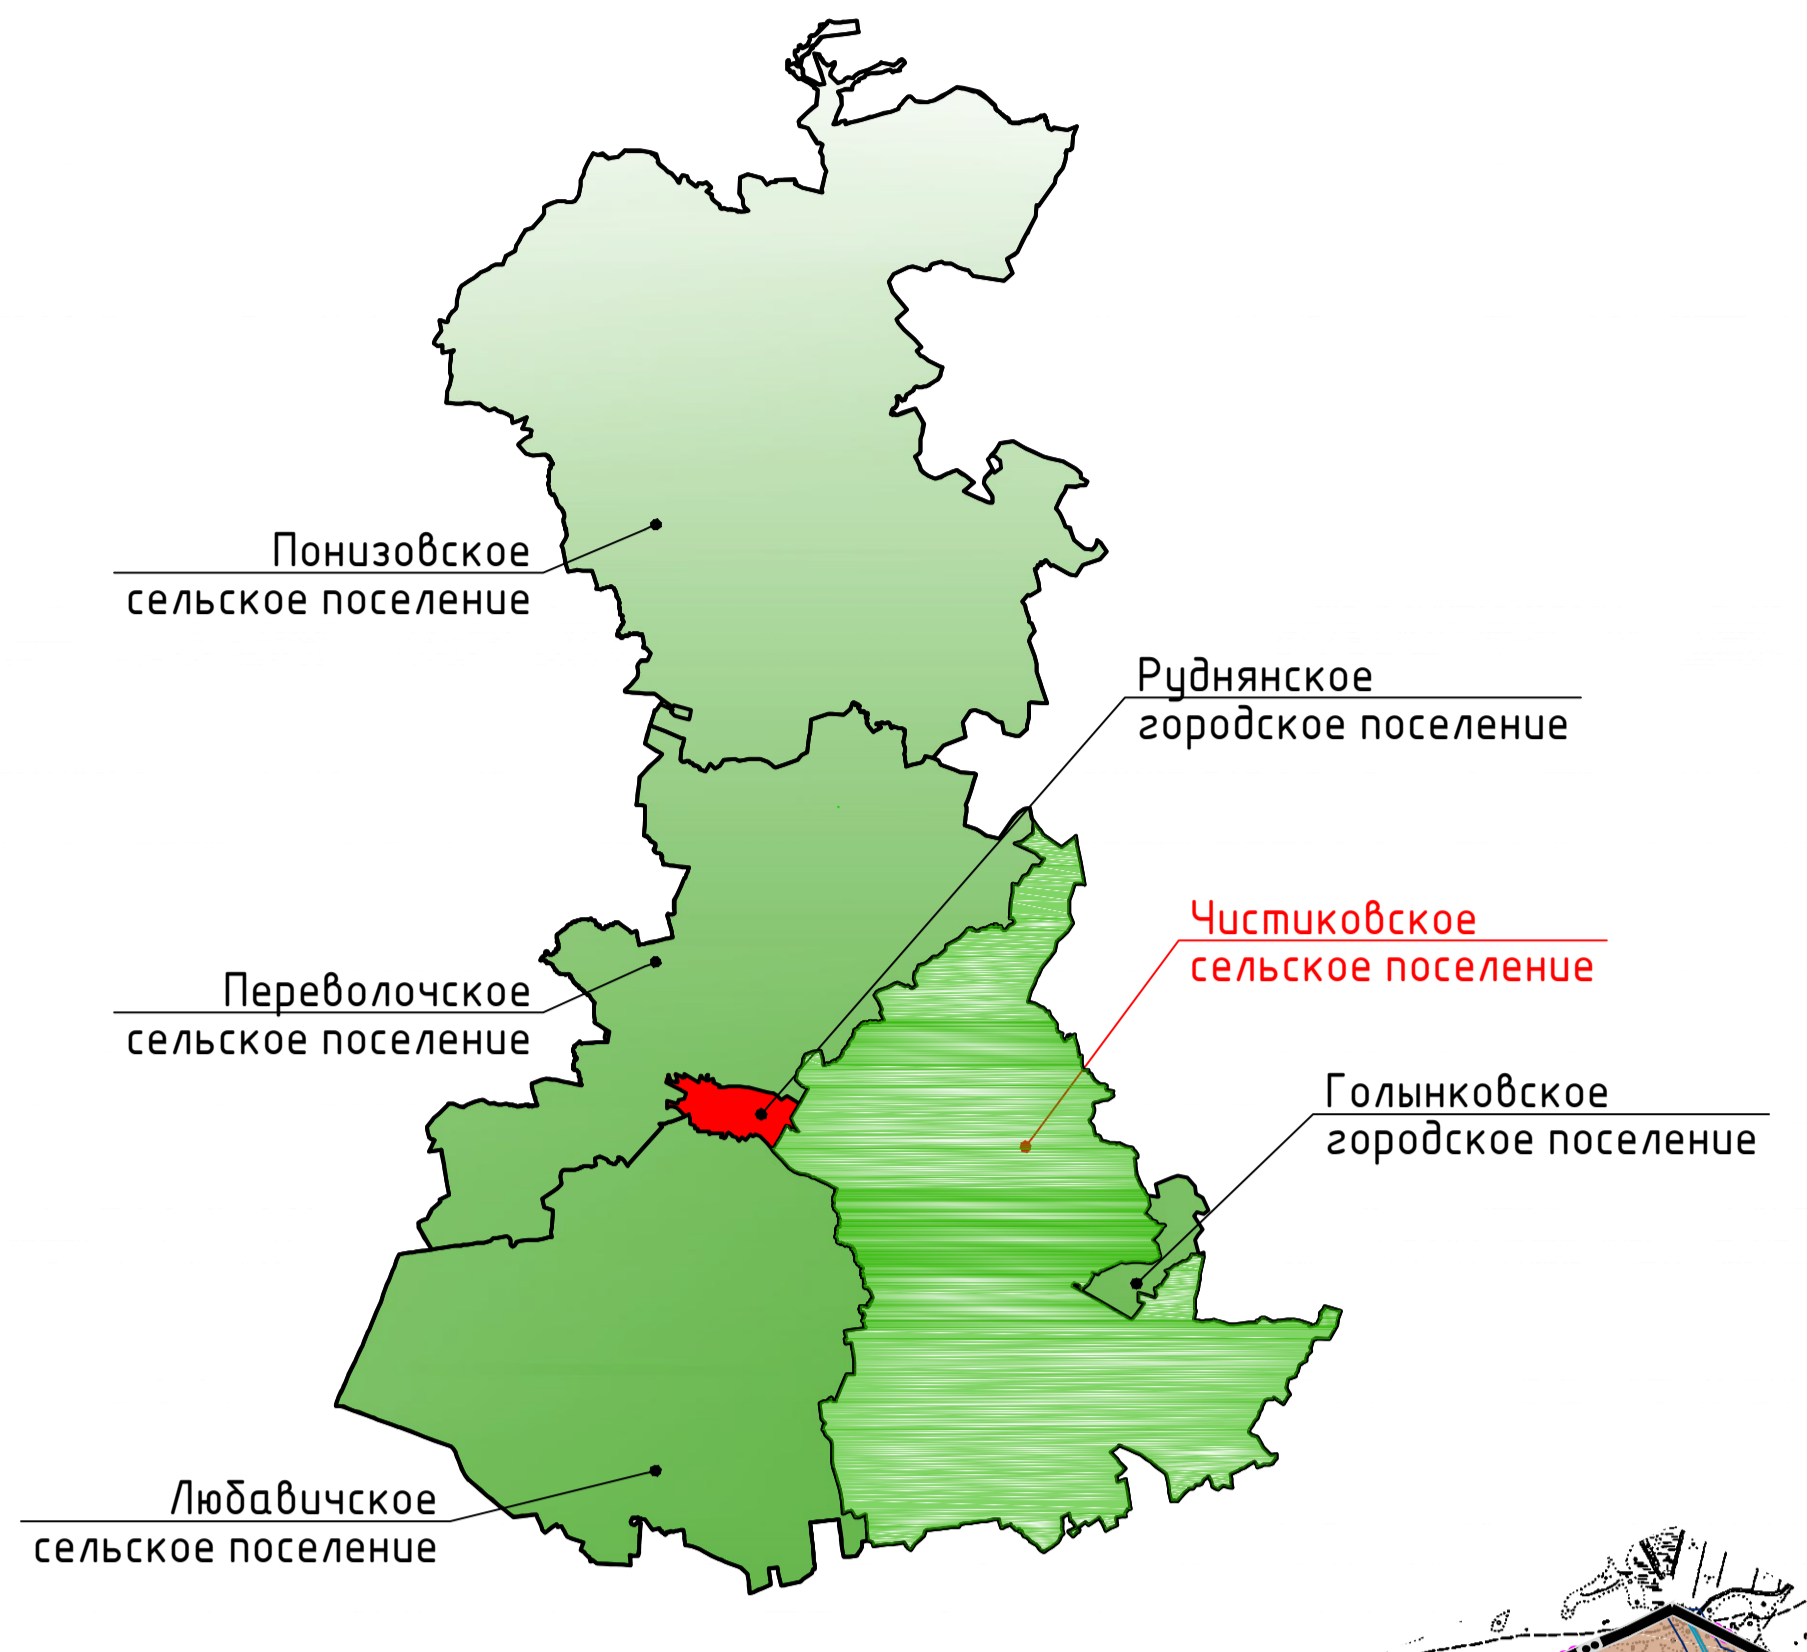 Понизовское
сельское поселение
Руднянское
городское поселение
Чистиковское
сельское поселение
Переволочское
сельское поселение
Голынковское
городское поселение
Любавичское
сельское поселение